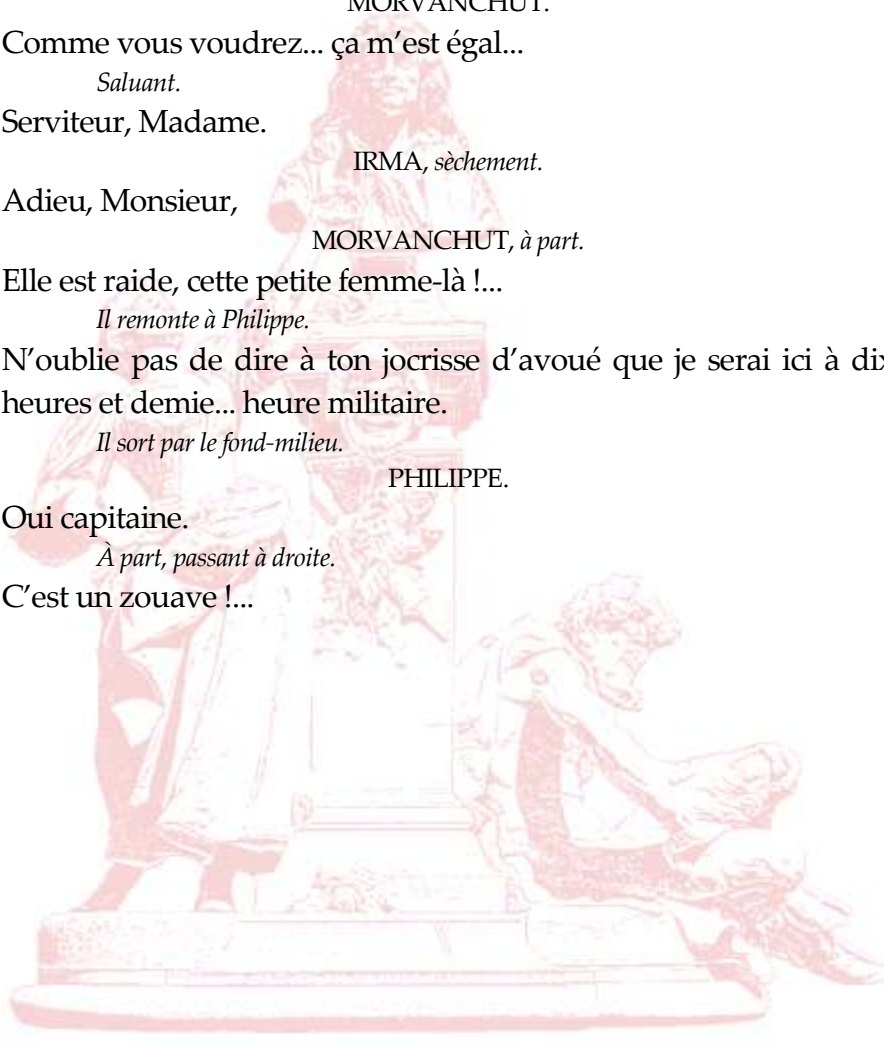 MORVANCHUT.
Comme vous voudrez... ça m’est égal...
Saluant.
Serviteur, Madame.
IRMA, sèchement.
Adieu, Monsieur,
MORVANCHUT, à part.
Elle est raide, cette petite femme-là !...
Il remonte à Philippe.
N’oublie pas de dire à ton jocrisse d’avoué que je serai ici à dix
heures et demie... heure militaire.
Il sort par le fond-milieu.
PHILIPPE.
Oui capitaine.
À part, passant à droite.
C’est un zouave !...